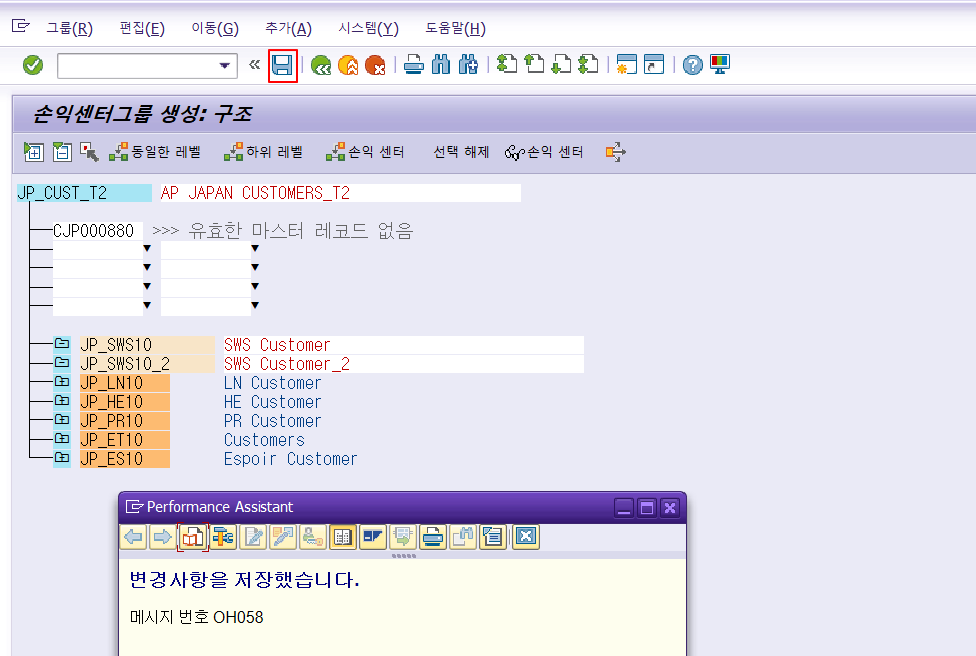 그룹(R) 편집(E) 이동(G) 추가(A) 시스템(Y) 도움말(H)
손익센터그룹 생성: 구조
동일한 레벨 하위 레벨 손익 센터 선택 해제 손익 센터
JP_CUST_T2 AP JAPAN CUSTOMERS_T2
CJP000880 >>> 유효한 마스터 레코드 없음
JP_SWS10 SWS Customer
JP_SWS10_2 SWS Customer_2
JP_LN10 LN Customer
JP_HE10 HE Customer
JP_PR10 PR Customer
JP_ET10 Customers
JP_ES10 Espoir Customer
Performance Assistant
변경사항을 저장했습니다.
메시지 번호 OH058